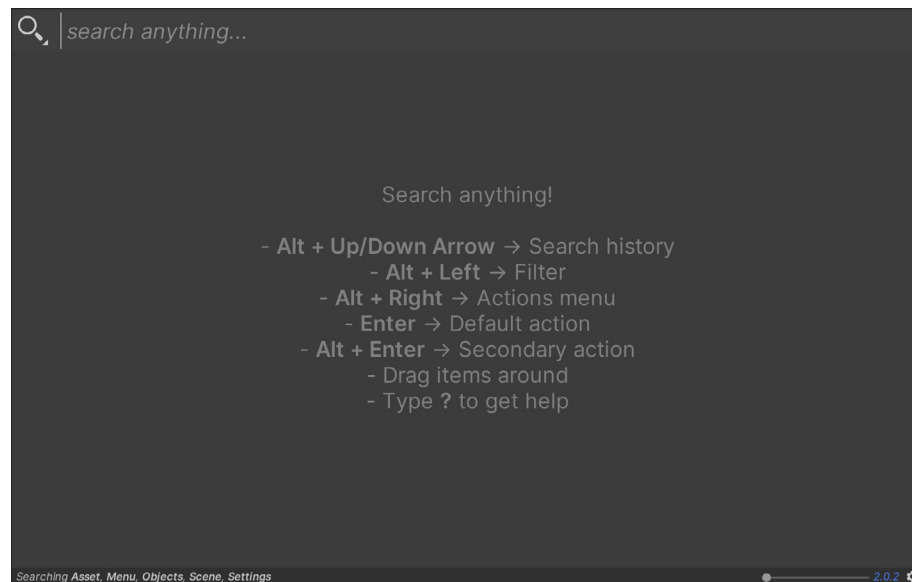 search anything...
Search anything!
- Alt + Up/Down Arrow → Search history
- Alt + Left → Filter
- Alt + Right → Actions menu
- Enter → Default action
- Alt + Enter → Secondary action
- Drag items around
- Type ? to get help
Searching Asset, Menu, Objects, Scene, Settings
2.0.2